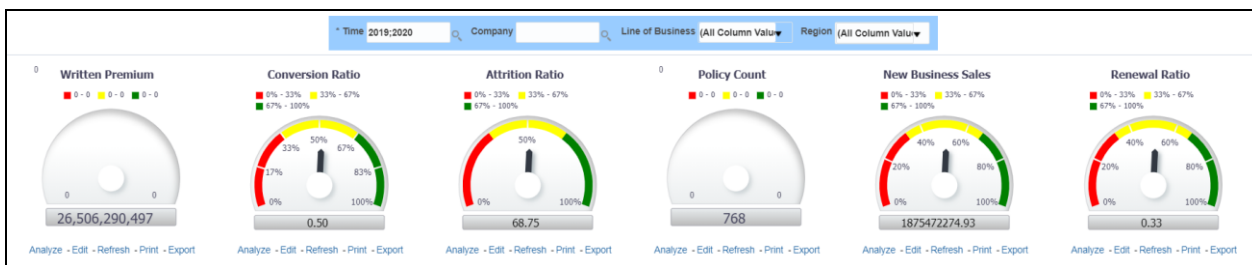 * Time 2019;2020 Company Line of Business (All Column Value Region (All Column Value
0 Written Premium
0 - 0 0 - 0 0 - 0
0 0
26,506,290,497
Analyze - Edit - Refresh - Print - Export
Conversion Ratio
0% - 33% 33% - 67%
67% - 100%
50%
33% 67%
17% 83%
0% 100%
0.50
Analyze - Edit - Refresh - Print - Export
Attrition Ratio
0% - 33% 33% - 67%
67% - 100%
50%
0% 100%
68.75
Analyze - Edit - Refresh - Print - Export
0 Policy Count
0 - 0 0 - 0 0 - 0
0 0
768
Analyze - Edit - Refresh - Print - Export
New Business Sales
0% - 33% 33% - 67%
67% - 100%
40% 60%
20% 80%
0% 100%
1875472274.93
Analyze - Edit - Refresh - Print - Export
Renewal Ratio
0% - 33% 33% - 67%
67% - 100%
40% 60%
20% 80%
0% 100%
0.33
Analyze - Edit - Refresh - Print - Export